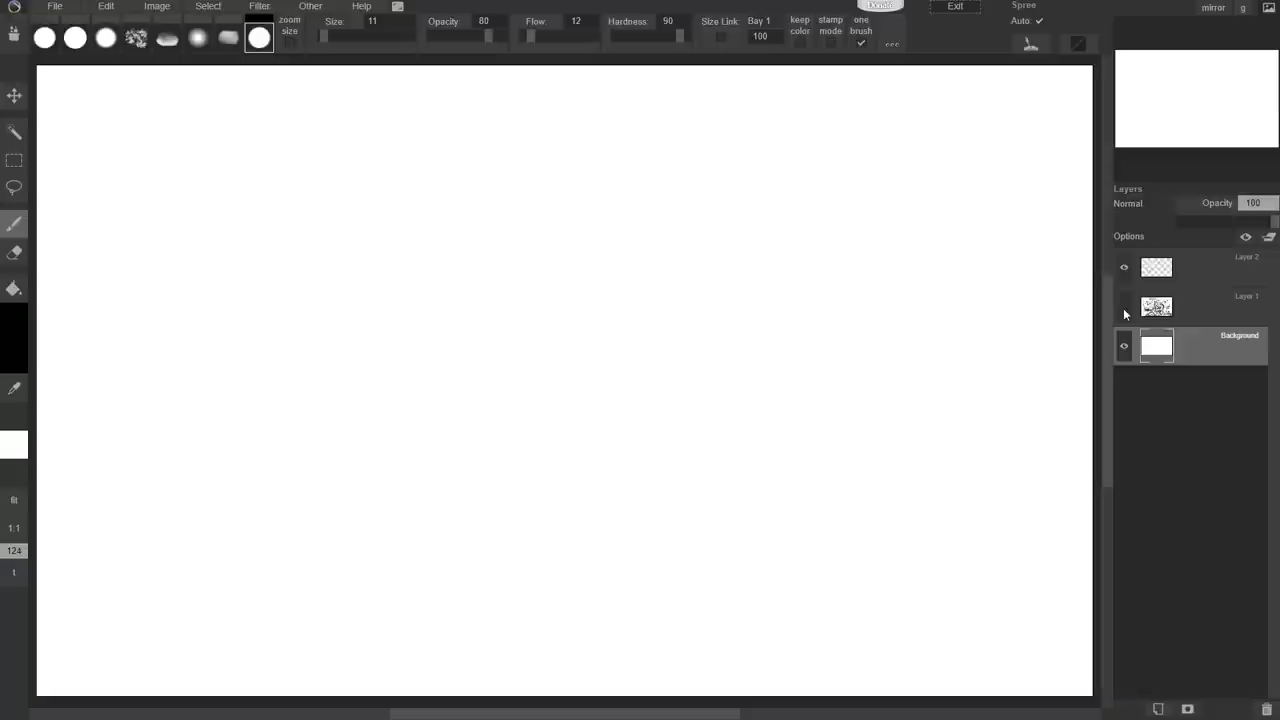 File Edit Image Select Filter Other Help Donate Exit Spree mirror g
zoom size Size: 11 Opacity 80 Flow: 12 Hardness: 90 Size Link: Bay 1 100 keep color stamp mode one brush ... Auto:
Layers
Normal Opacity 100
Options
Layer 2
Layer 1
Background
fit
1:1
124
t